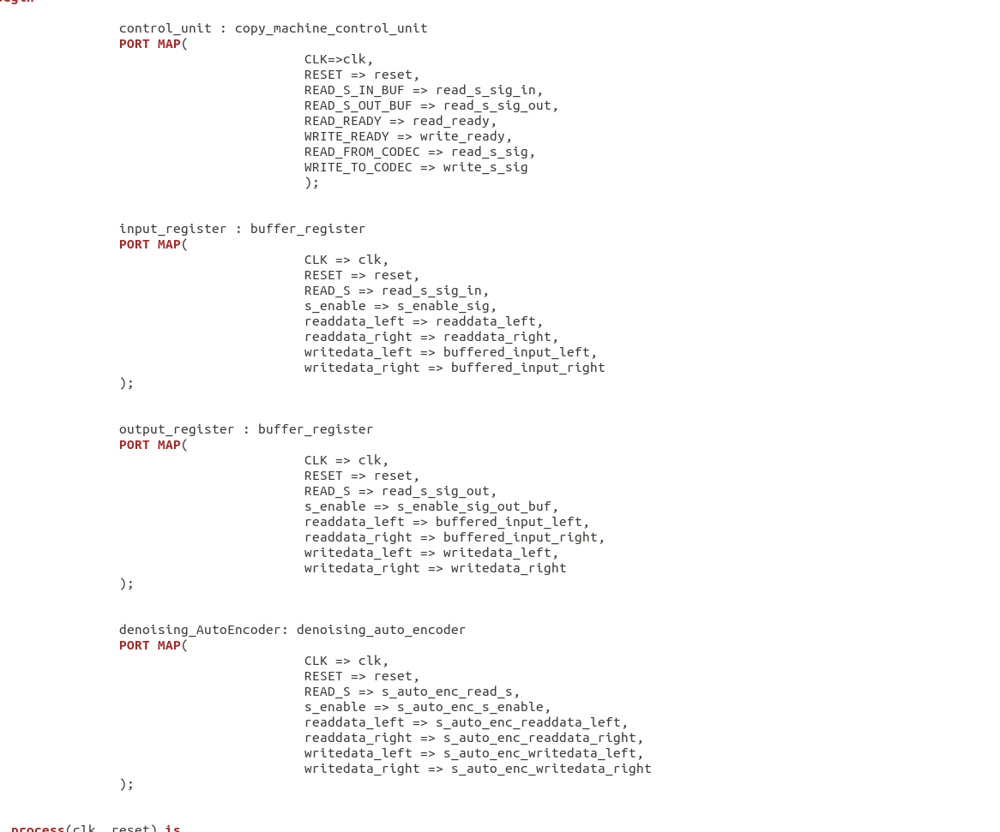 begin
control_unit : copy_machine_control_unit
PORT MAP(
CLK=>clk,
RESET => reset,
READ_S_IN_BUF => read_s_sig_in,
READ_S_OUT_BUF => read_s_sig_out,
READ_READY => read_ready,
WRITE_READY => write_ready,
READ_FROM_CODEC => read_s_sig,
WRITE_TO_CODEC => write_s_sig
);
input_register : buffer_register
PORT MAP(
CLK => clk,
RESET => reset,
READ_S => read_s_sig_in,
s_enable => s_enable_sig,
readdata_left => readdata_left,
readdata_right => readdata_right,
writedata_left => buffered_input_left,
writedata_right => buffered_input_right
);
output_register : buffer_register
PORT MAP(
CLK => clk,
RESET => reset,
READ_S => read_s_sig_out,
s_enable => s_enable_sig_out_buf,
readdata_left => buffered_input_left,
readdata_right => buffered_input_right,
writedata_left => writedata_left,
writedata_right => writedata_right
);
denoising_AutoEncoder: denoising_auto_encoder
PORT MAP(
CLK => clk,
RESET => reset,
READ_S => s_auto_enc_read_s,
s_enable => s_auto_enc_s_enable,
readdata_left => s_auto_enc_readdata_left,
readdata_right => s_auto_enc_readdata_right,
writedata_left => s_auto_enc_writedata_left,
writedata_right => s_auto_enc_writedata_right
);
process(clk, reset) is